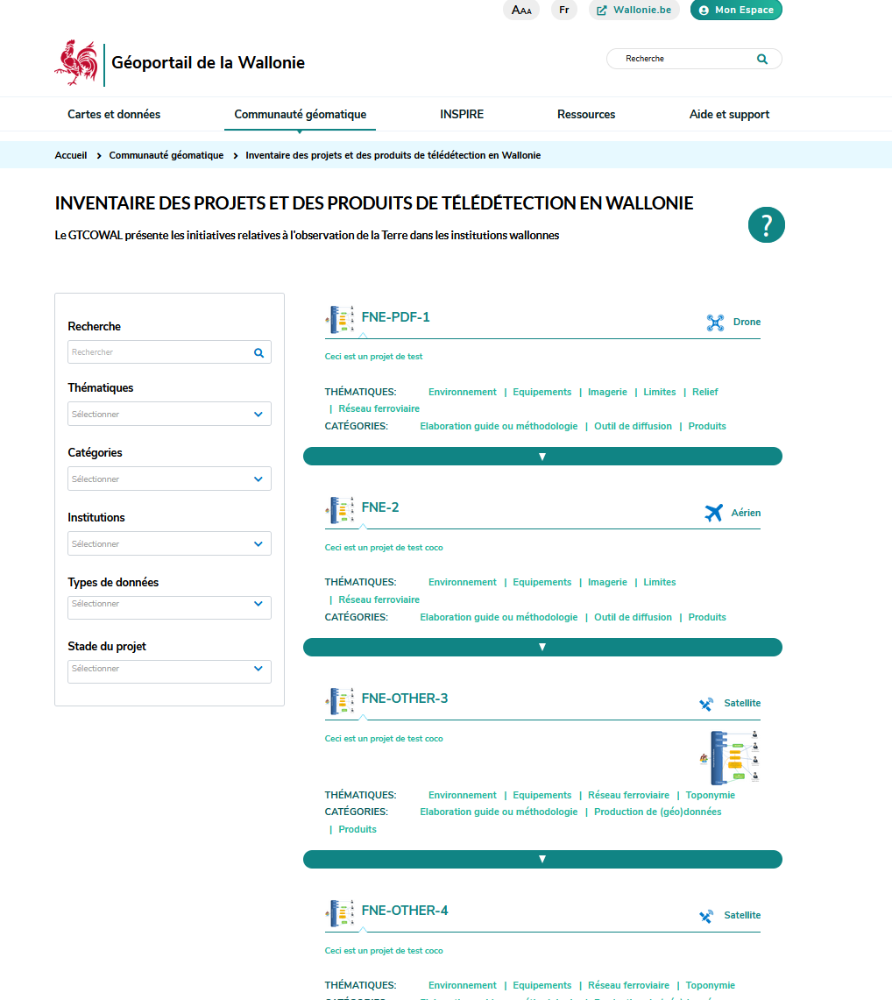 AAA Fr Wallonie.be Mon Espace
Géoportail de la Wallonie
Recherche
Cartes et données Communauté géomatique INSPIRE Ressources Aide et support
Accueil > Communauté géomatique > Inventaire des projets et des produits de télédétection en Wallonie
INVENTAIRE DES PROJETS ET DES PRODUITS DE TÉLÉDÉTECTION EN WALLONIE
Le GTCOWAL présente les initiatives relatives à l'observation de la Terre dans les institutions wallonnes
?
Recherche
Rechercher
Thématiques
Sélectionner
Catégories
Sélectionner
Institutions
Sélectionner
Types de données
Sélectionner
Stade du projet
Sélectionner
FNE-PDF-1 Drone
Ceci est un projet de test
THÉMATIQUES: Environnement | Equipements | Imagerie | Limites | Relief
| Réseau ferroviaire
CATÉGORIES: Elaboration guide ou méthodologie | Outil de diffusion | Produits
▼
FNE-2 Aérien
Ceci est un projet de test coco
THÉMATIQUES: Environnement | Equipements | Imagerie | Limites
| Réseau ferroviaire
CATÉGORIES: Elaboration guide ou méthodologie | Outil de diffusion | Produits
▼
FNE-OTHER-3 Satellite
Ceci est un projet de test coco
THÉMATIQUES: Environnement | Equipements | Réseau ferroviaire | Toponymie
CATÉGORIES: Elaboration guide ou méthodologie | Production de (géo)données
| Produits
▼
FNE-OTHER-4 Satellite
Ceci est un projet de test coco
THÉMATIQUES: Environnement | Equipements | Réseau ferroviaire | Toponymie